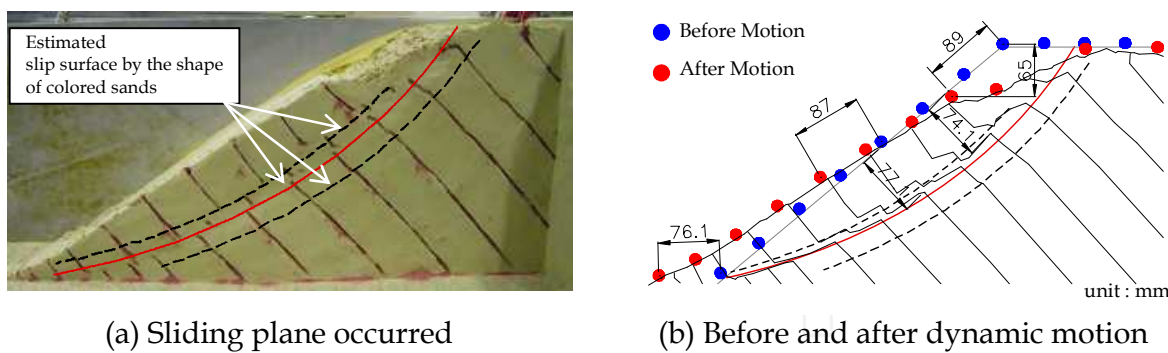 Estimated
slip surface by the shape
of colored sands
Before Motion
After Motion
89
65
87
74.
77
76.1
unit : mm
(a) Sliding plane occurred
(b) Before and after dynamic motion